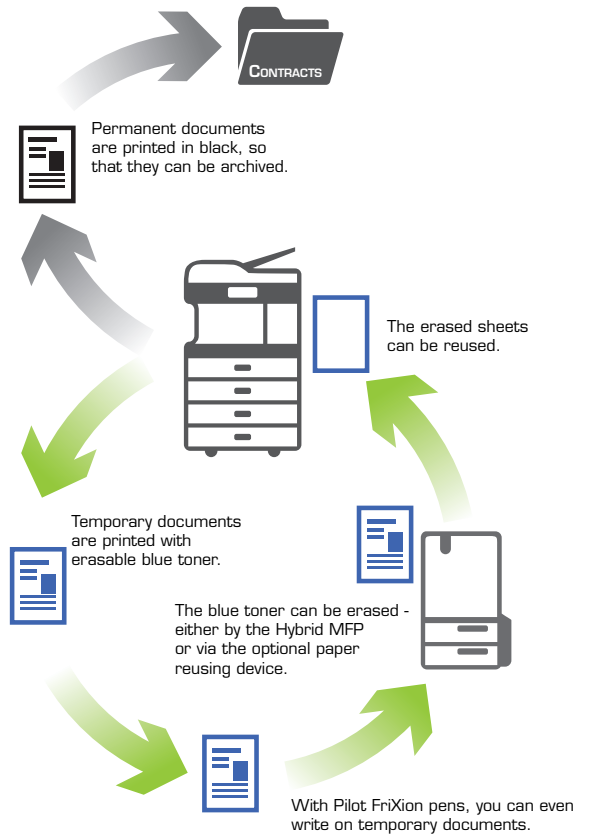 CONTRACTS
Permanent documents
are printed in black, so
that they can be archived.
The erased sheets
can be reused.
Temporary documents
are printed with
erasable blue toner.
The blue toner can be erased -
either by the Hybrid MFP
or via the optional paper
reusing device.
With Pilot FriXion pens, you can even
write on temporary documents.